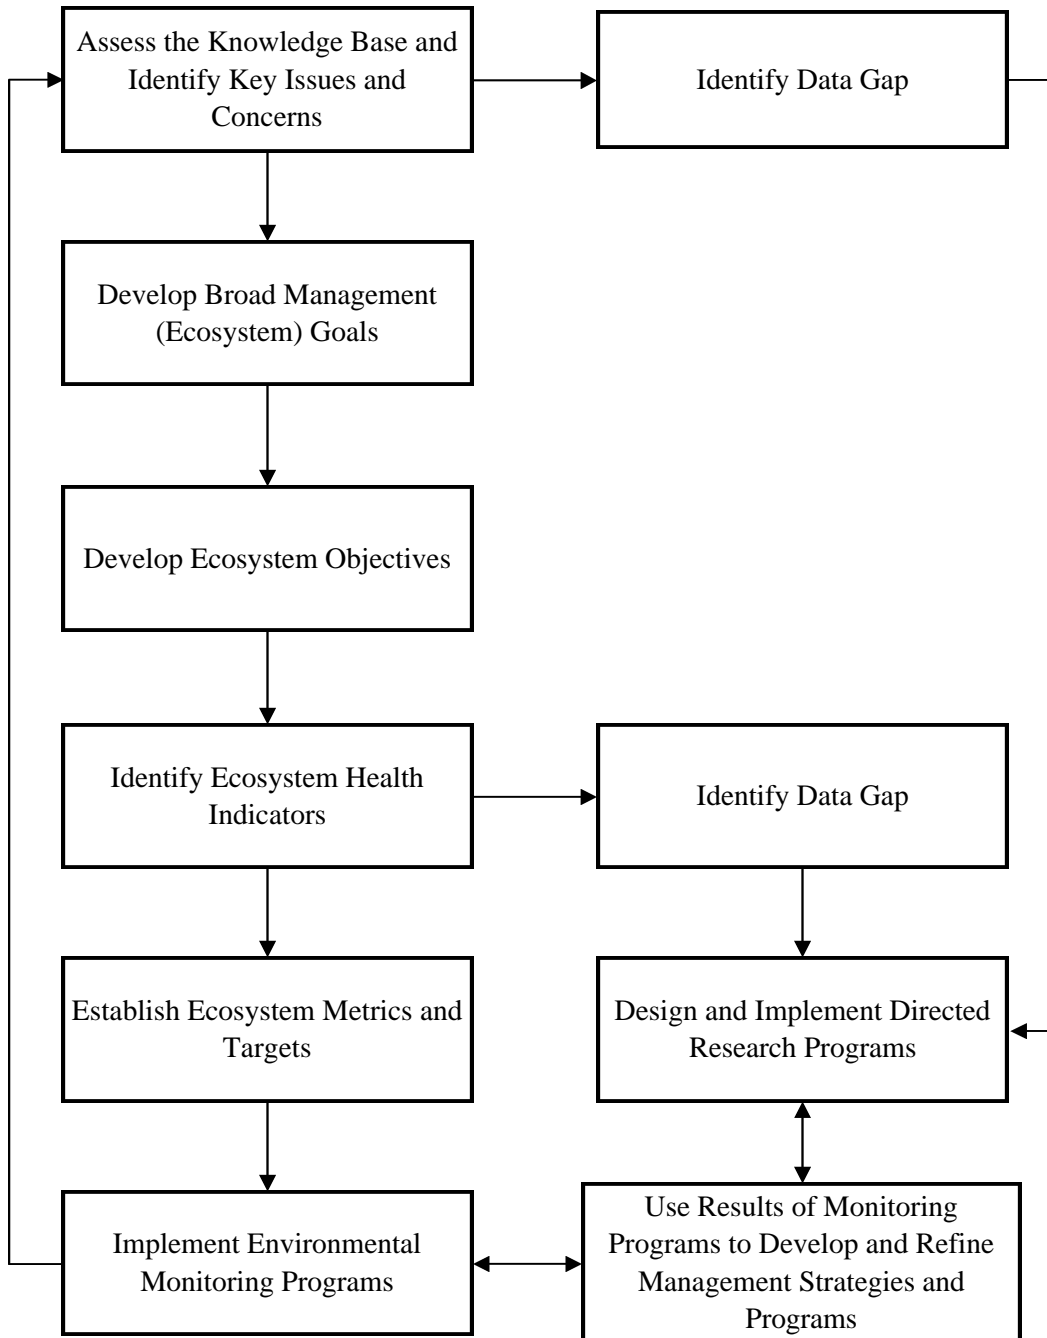 Assess the Knowledge Base and
Identify Key Issues and
Concerns
Identify Data Gap
Develop Broad Management
(Ecosystem) Goals
Develop Ecosystem Objectives
Identify Ecosystem Health
Indicators
Identify Data Gap
Establish Ecosystem Metrics and
Targets
Design and Implement Directed
Research Programs
Implement Environmental
Monitoring Programs
Use Results of Monitoring
Programs to Develop and Refine
Management Strategies and
Programs